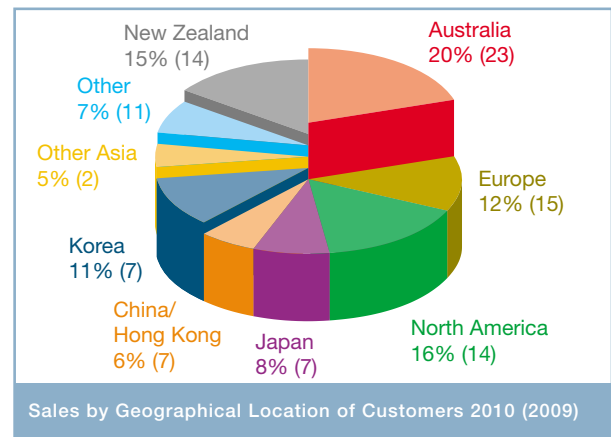 New Zealand
15% (14)
Australia
20% (23)
Other
7% (11)
Other Asia
5% (2)
Europe
12% (15)
Korea
11% (7)
China/
Hong Kong
6% (7)
Japan
8% (7)
North America
16% (14)
Sales by Geographical Location of Customers 2010 (2009)